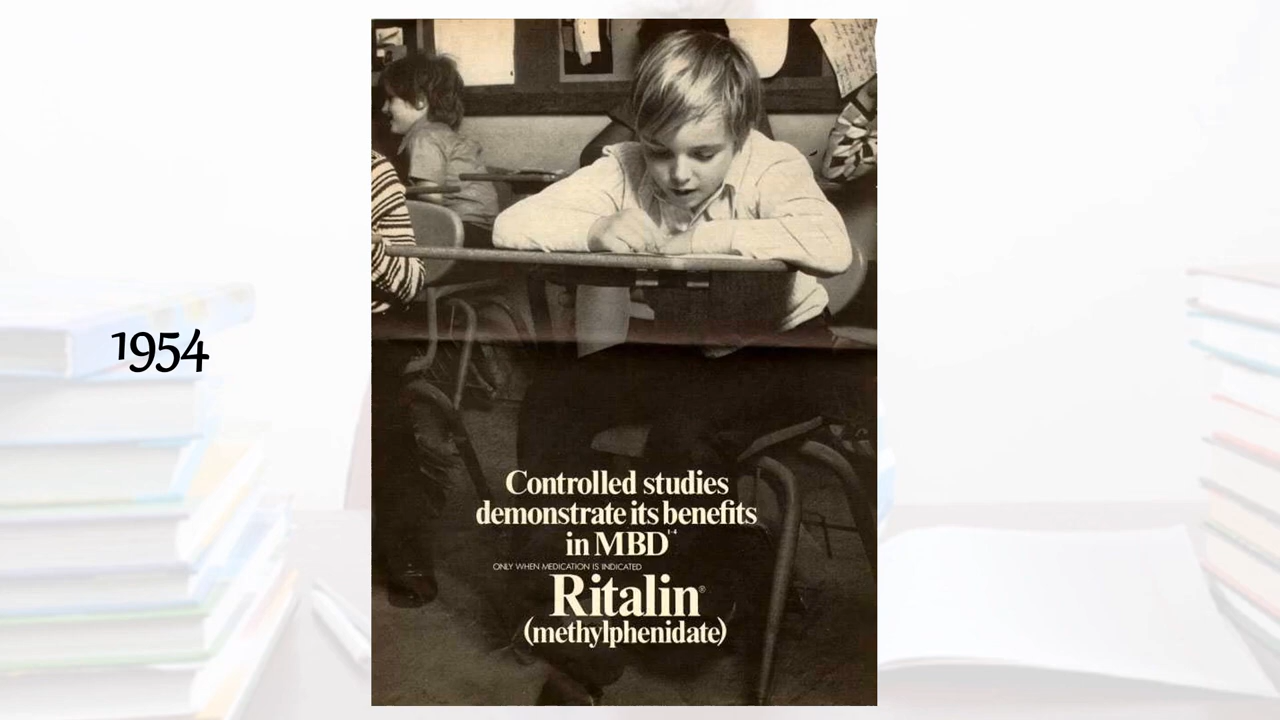 1954
Controlled studies
demonstrate its benefits
in MBD¹⁻⁴
ONLY WHEN MEDICATION IS INDICATED
Ritalin®
(methylphenidate)